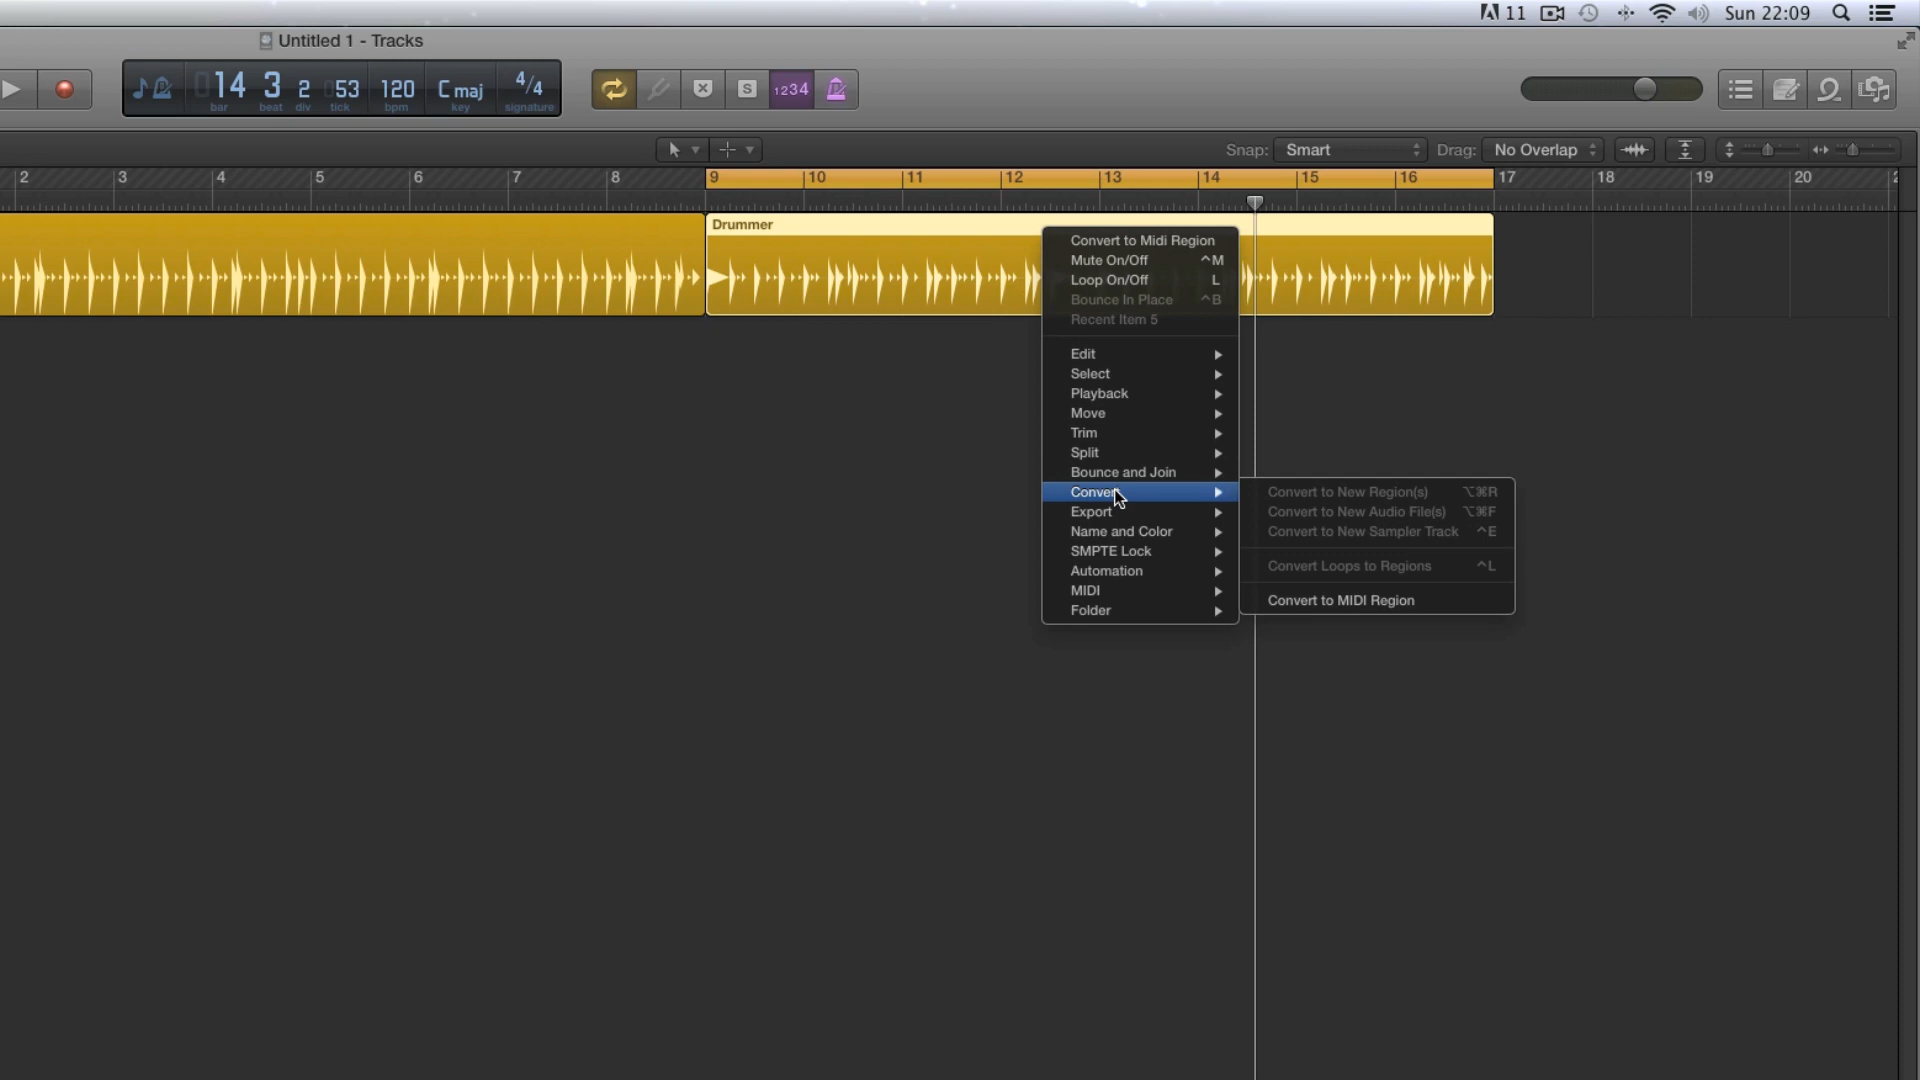 11 Sun 22:09
Untitled 1 - Tracks
14 3 2 53 120 C maj 4/4
bar beat div tick bpm key signature
S 1234
Snap: Smart Drag: No Overlap
2 3 4 5 6 7 8 9 10 11 12 13 14 15 16 17 18 19 20
Drummer
Convert to Midi Region
Mute On/Off ^M
Loop On/Off L
Bounce In Place ^B
Recent Item 5
Edit
Select
Playback
Move
Trim
Split
Bounce and Join
Convert
Export
Name and Color
SMPTE Lock
Automation
MIDI
Folder
Convert to New Region(s) ⌥⌘R
Convert to New Audio File(s) ⌥⌘F
Convert to New Sampler Track ^E
Convert Loops to Regions ^L
Convert to MIDI Region